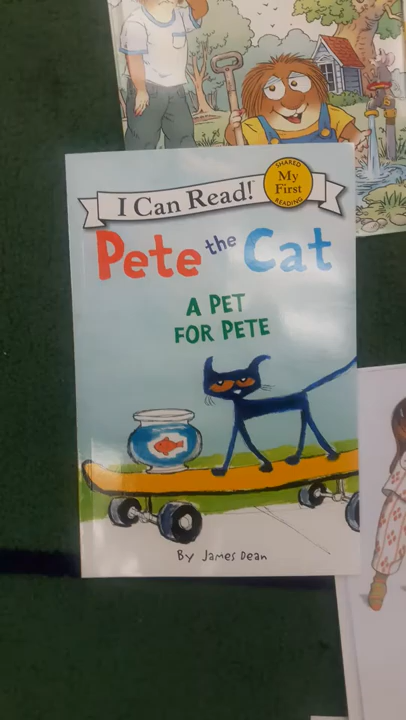 I Can Read!
SHARED
My
First
READING
Pete the Cat
A PET
FOR PETE
By James Dean